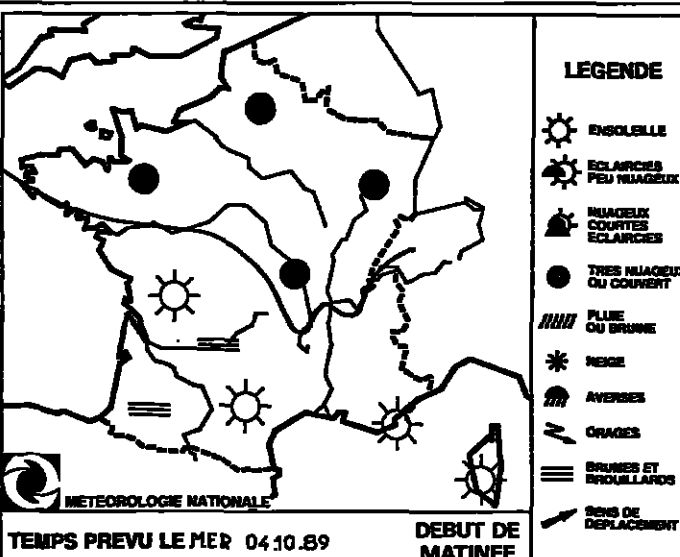 LEGENDE
ENSOLEILLE
ECLAIRCIES
PEU NUAGEUX
NUAGEUX
COURTES
ECLAIRCIES
TRES NUAGEUX
OU COUVERT
PLUIE
OU BRUINE
NEIGE
AVERSES
ORAGES
BRUMES ET
BROUILLARDS
SENS DE
DEPLACEMENT
METEOROLOGIE NATIONALE
TEMPS PREVU LE MER 04.10.89
DEBUT DE
MATINEE